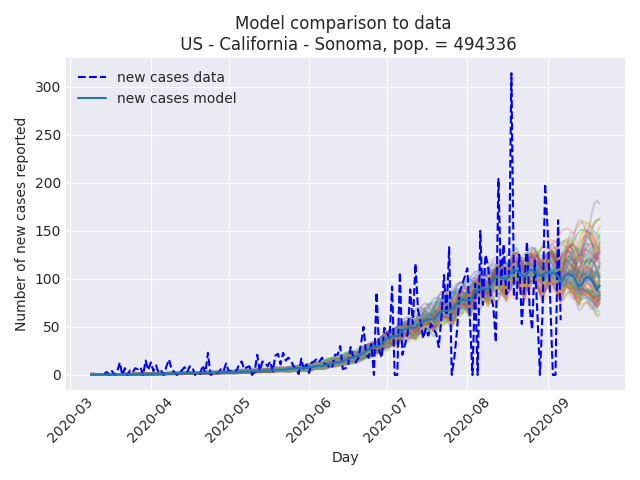 Model comparison to data
US - California - Sonoma, pop. = 494336
new cases data
new cases model
Number of new cases reported
300
250
200
150
100
50
0
2020-03
2020-04
2020-05
2020-06
2020-07
2020-08
2020-09
Day